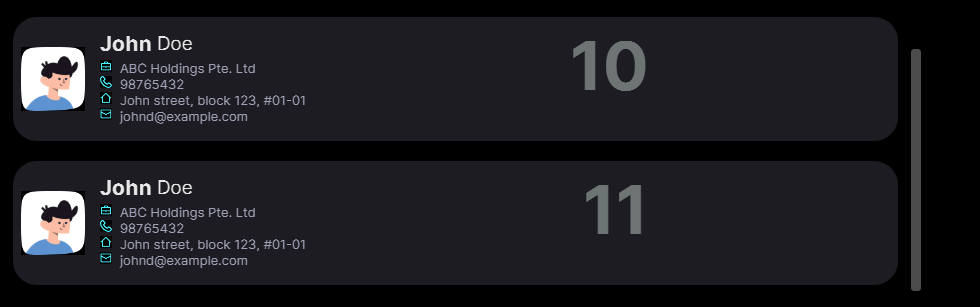 John Doe
10
ABC Holdings Pte. Ltd
98765432
John street, block 123, #01-01
johnd@example.com
John Doe
11
ABC Holdings Pte. Ltd
98765432
John street, block 123, #01-01
johnd@example.com